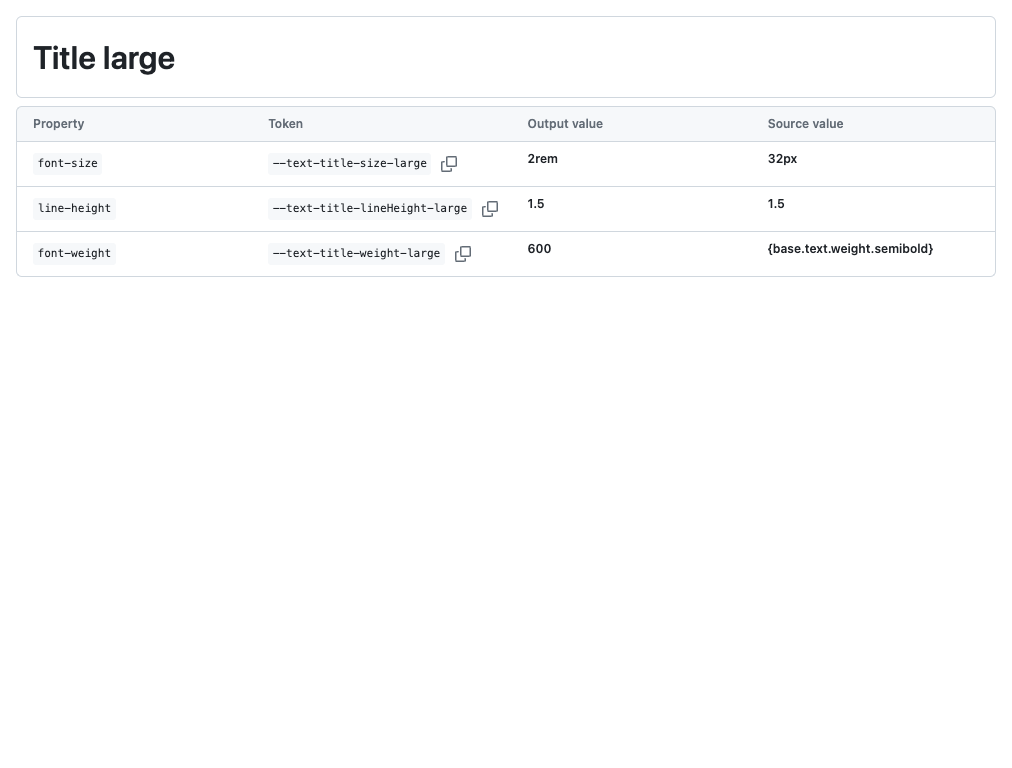 Title large
Property Token Output value Source value
font-size --text-title-size-large 2rem 32px
line-height --text-title-lineHeight-large 1.5 1.5
font-weight --text-title-weight-large 600 {base.text.weight.semibold}